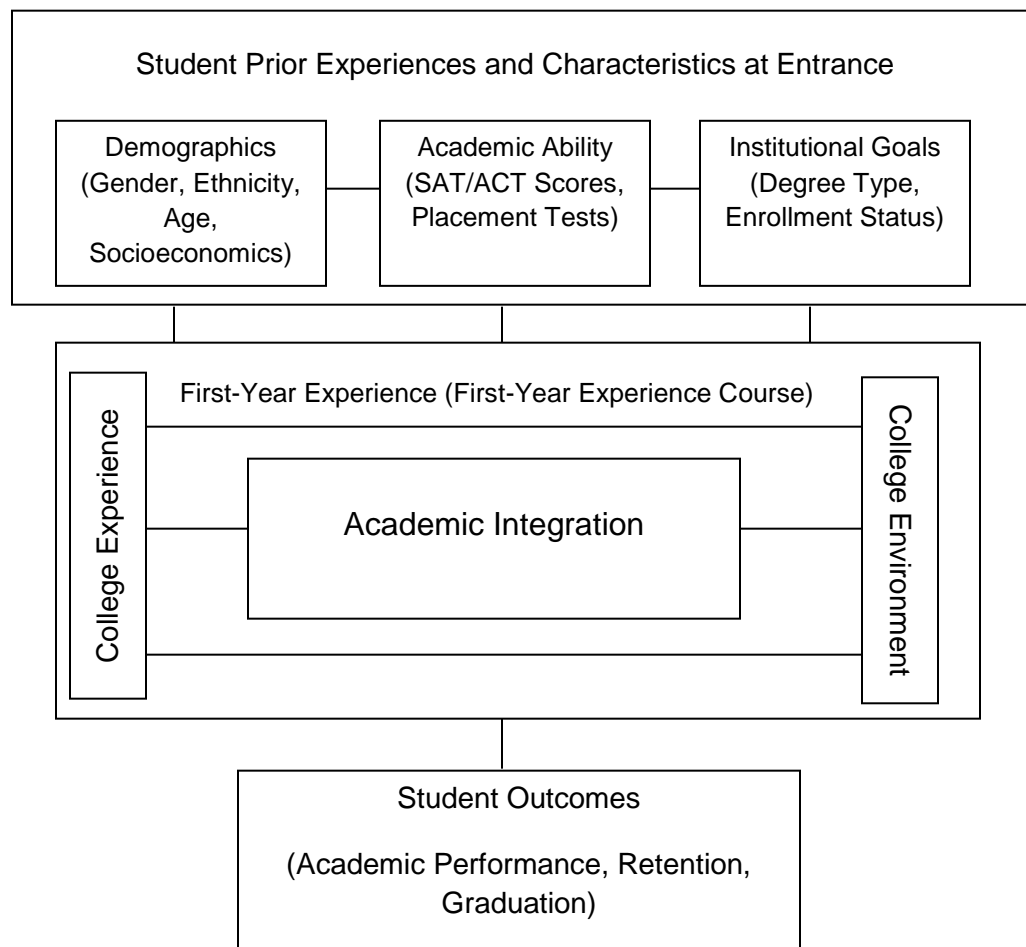 Student Prior Experiences and Characteristics at Entrance
Demographics
(Gender, Ethnicity,
Age,
Socioeconomics)
Academic Ability
(SAT/ACT Scores,
Placement Tests)
Institutional Goals
(Degree Type,
Enrollment Status)
First-Year Experience (First-Year Experience Course)
College Experience
Academic Integration
College Environment
Student Outcomes
(Academic Performance, Retention,
Graduation)